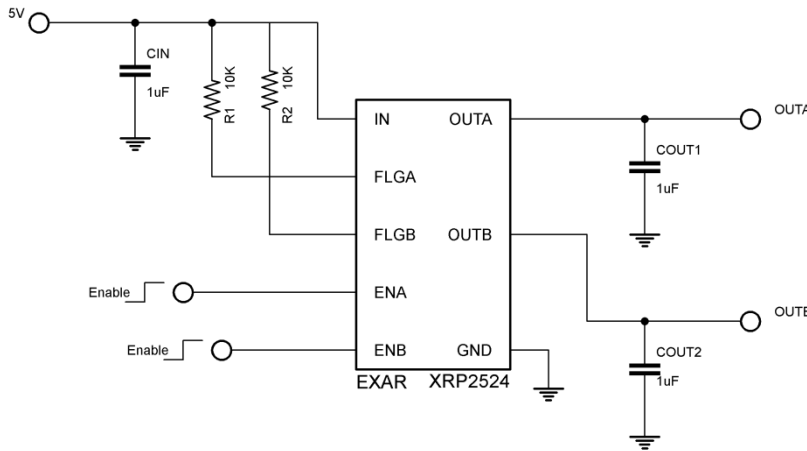 5V
CIN
1uF
10K
R1
10K
R2
IN
OUTA
FLGA
FLGB
OUTB
ENA
ENB
GND
EXAR XRP2524
Enable
Enable
OUTA
COUT1
1uF
OUTB
COUT2
1uF